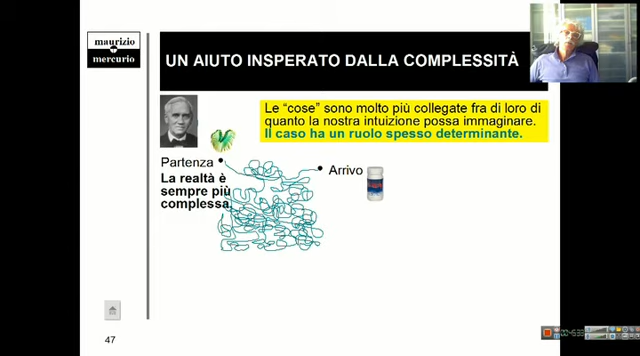 maurizio
mercurio
UN AIUTO INSPERATO DALLA COMPLESSITÀ
Le “cose” sono molto più collegate fra di loro di
quanto la nostra intuizione possa immaginare.
Il caso ha un ruolo spesso determinante.
Partenza
Arrivo
La realtà è
sempre più
complessa.
47